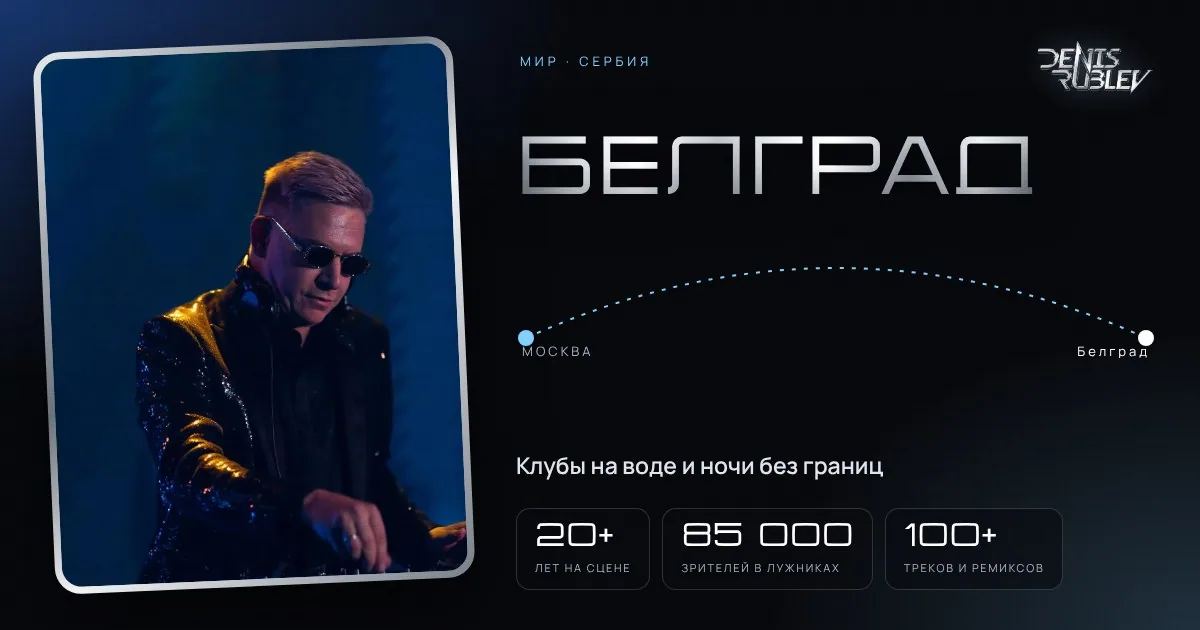 МИР · СЕРБИЯ
DENIS
RUBLEV
БЕЛГРАД
МОСКВА
Белград
Клубы на воде и ночи без границ
20+
ЛЕТ НА СЦЕНЕ
85 000
ЗРИТЕЛЕЙ В ЛУЖНИКАХ
100+
ТРЕКОВ И РЕМИКСОВ